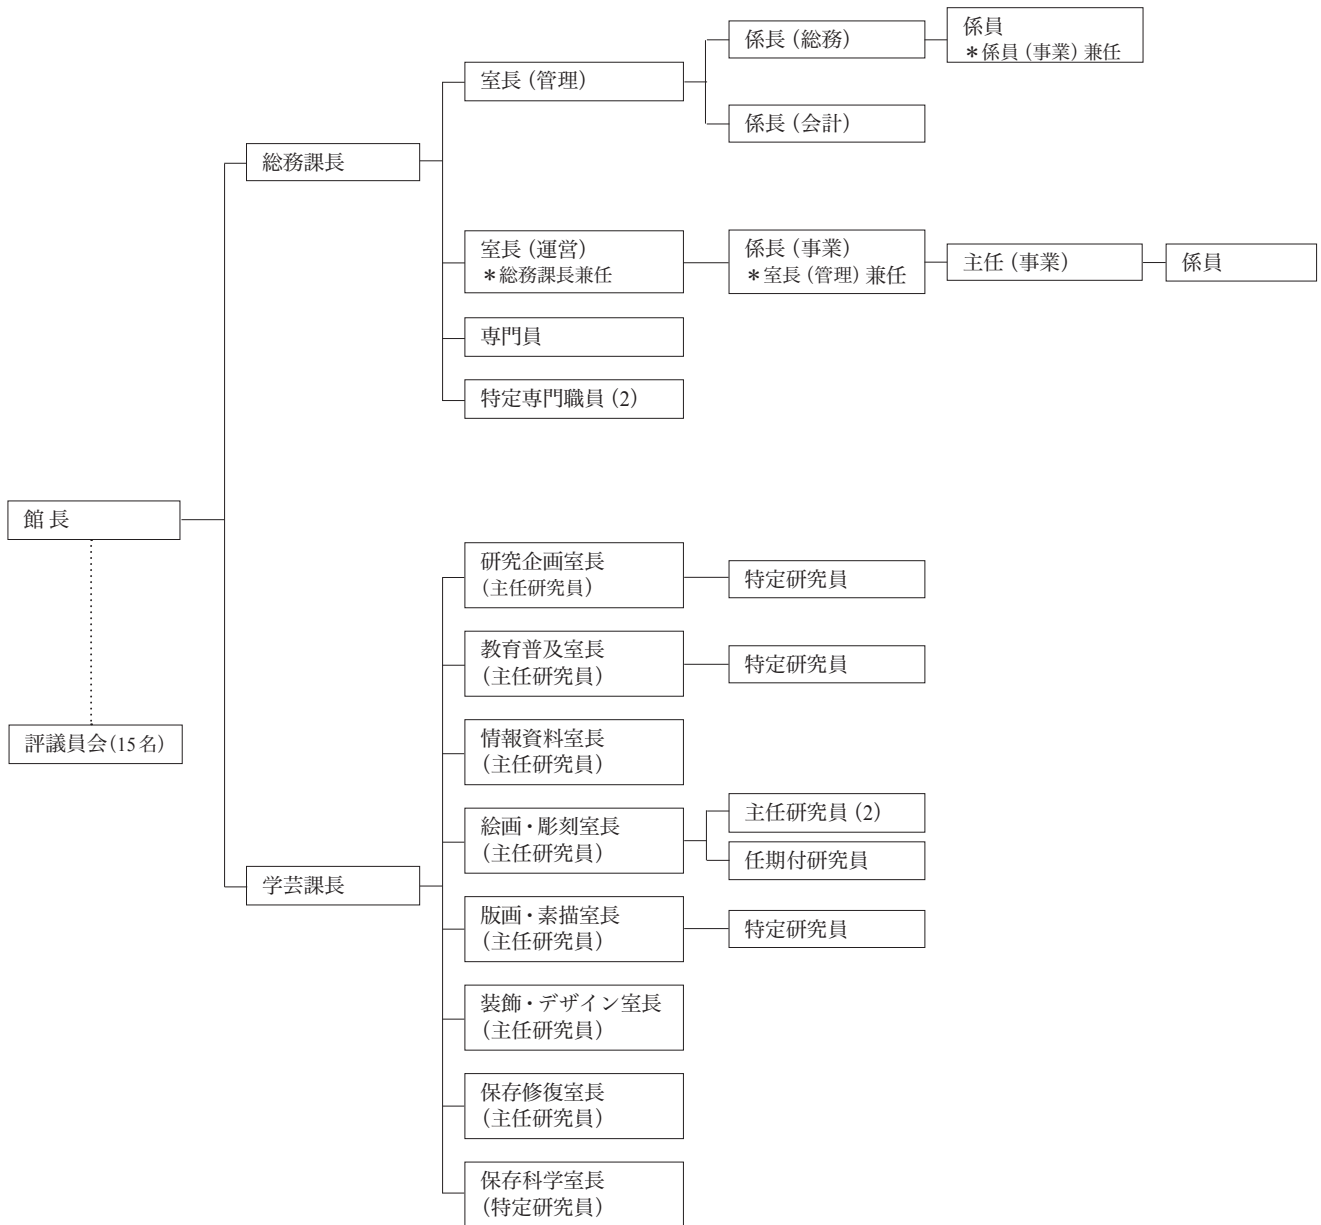 館 長
評議員会(15名)
総務課長
室長(管理)
係長(総務)
係員
＊係員(事業)兼任
係長(会計)
室長(運営)
＊総務課長兼任
係長(事業)
＊室長(管理)兼任
主任(事業)
係員
専門員
特定専門職員(2)
学芸課長
研究企画室長
(主任研究員)
特定研究員
教育普及室長
(主任研究員)
特定研究員
情報資料室長
(主任研究員)
絵画・彫刻室長
(主任研究員)
主任研究員(2)
任期付研究員
版画・素描室長
(主任研究員)
特定研究員
装飾・デザイン室長
(主任研究員)
保存修復室長
(主任研究員)
保存科学室長
(特定研究員)